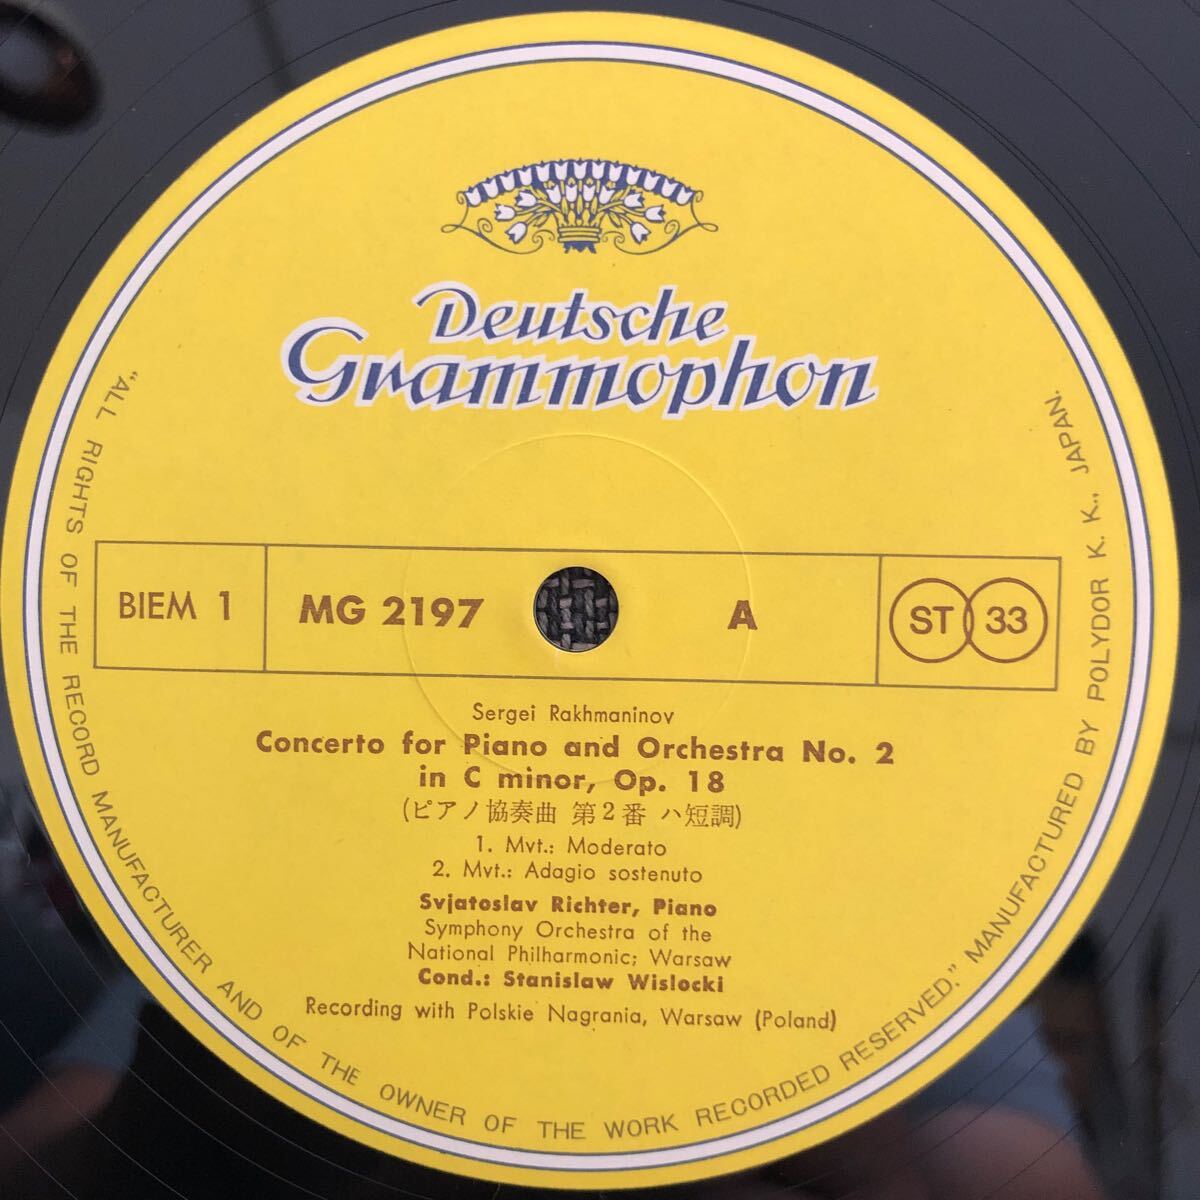 Deutsche
Grammophon
BIEM 1
MG 2197
A
ST 33
Sergei Rakhmaninov
Concerto for Piano and Orchestra No. 2
in C minor, Op. 18
(ピアノ協奏曲 第2番 ハ短調)
1. Mvt.: Moderato
2. Mvt.: Adagio sostenuto
Svjatoslav Richter, Piano
Symphony Orchestra of the
National Philharmonic; Warsaw
Cond.: Stanislaw Wislocki
Recording with Polskie Nagrania, Warsaw (Poland)
"ALL RIGHTS OF THE RECORD MANUFACTURER AND OF THE OWNER OF THE WORK RECORDED RESERVED." MANUFACTURED BY POLYDOR K. K., JAPAN.